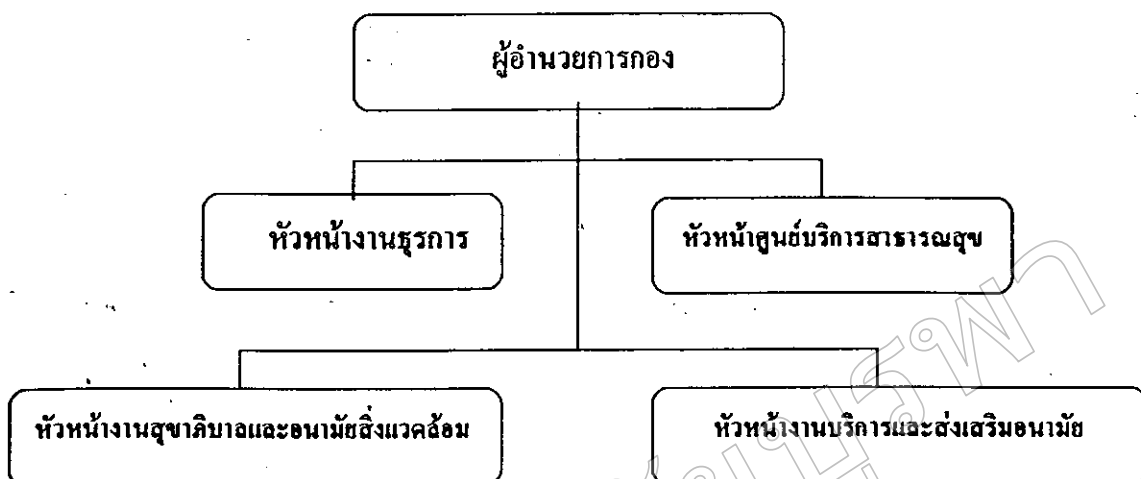 ผู้อำนวยการกอง
หัวหน้างานธุรการ
หัวหน้าศูนย์บริการสาธารณสุข
หัวหน้างานสุขาภิบาลและอนามัยสิ่งแวดล้อม
หัวหน้างานบริการและส่งเสริมอนามัย